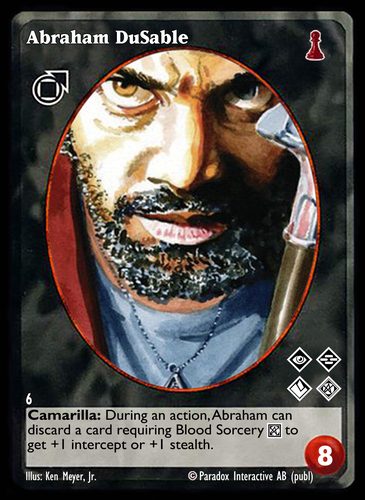 Abraham DuSable
6
Camarilla: During an action, Abraham can
discard a card requiring Blood Sorcery to
get +1 intercept or +1 stealth.
8
Illus: Ken Meyer, Jr.
© Paradox Interactive AB (publ)